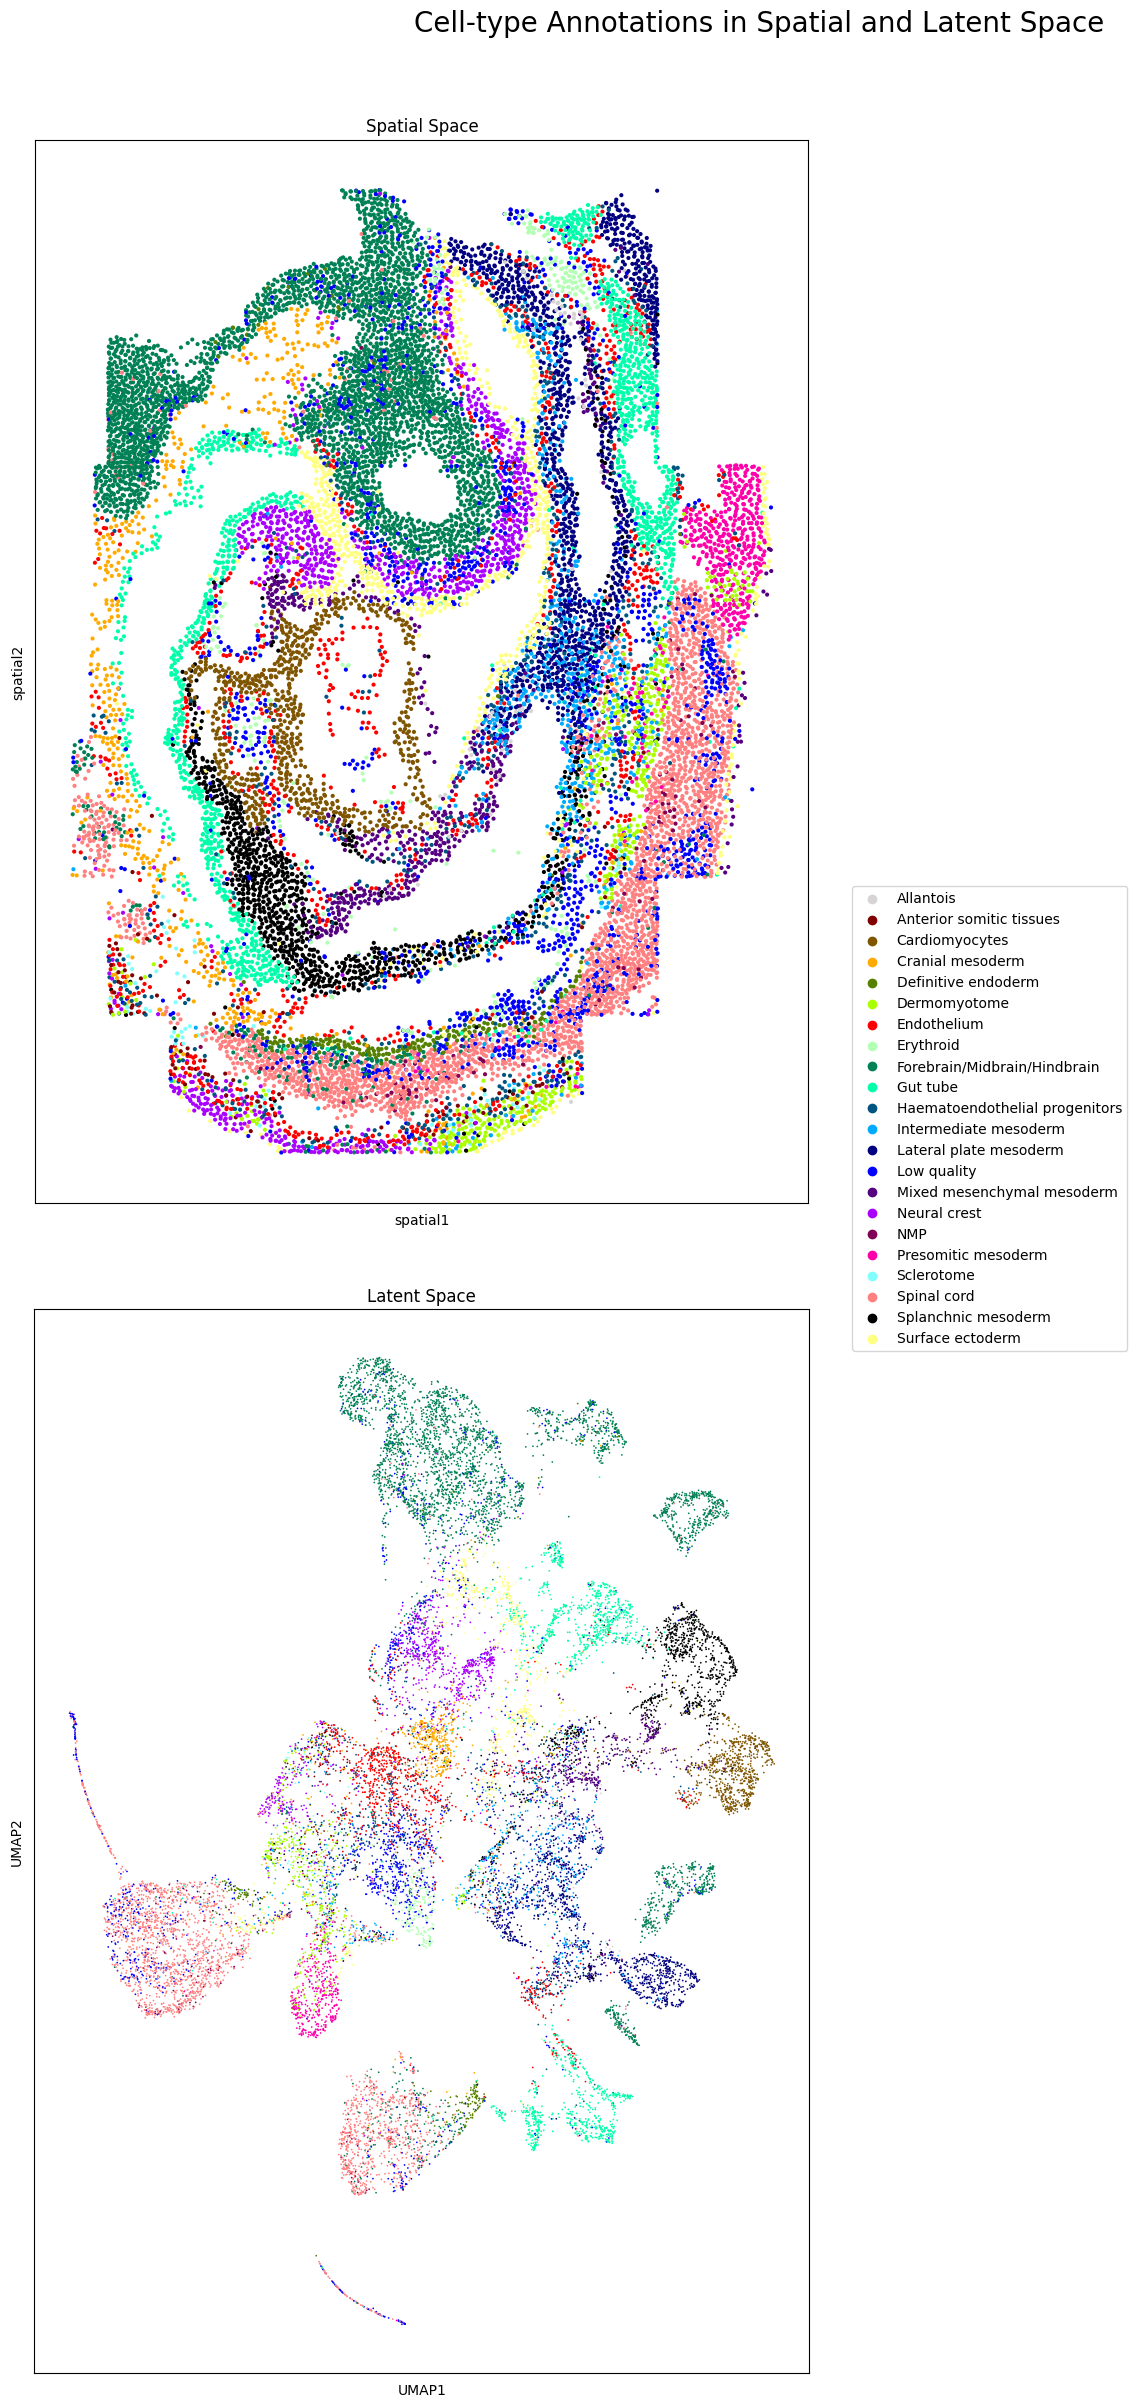 Cell-type Annotations in Spatial and Latent Space
Spatial Space
spatial2
spatial1
Allantois
Anterior somitic tissues
Cardiomyocytes
Cranial mesoderm
Definitive endoderm
Dermomyotome
Endothelium
Erythroid
Forebrain/Midbrain/Hindbrain
Gut tube
Haematoendothelial progenitors
Intermediate mesoderm
Lateral plate mesoderm
Low quality
Mixed mesenchymal mesoderm
Neural crest
NMP
Presomitic mesoderm
Sclerotome
Spinal cord
Splanchnic mesoderm
Surface ectoderm
Latent Space
UMAP2
UMAP1